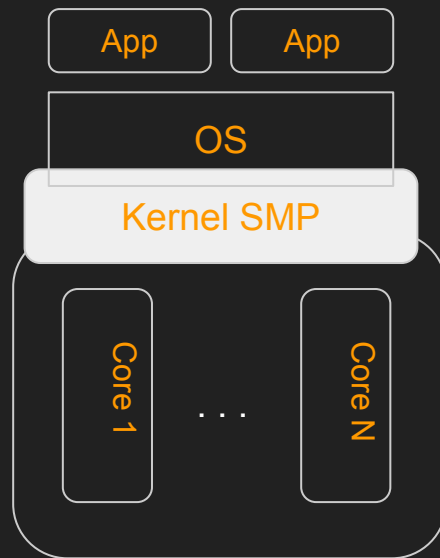 App
App
OS
Kernel SMP
Core 1
. . .
Core N